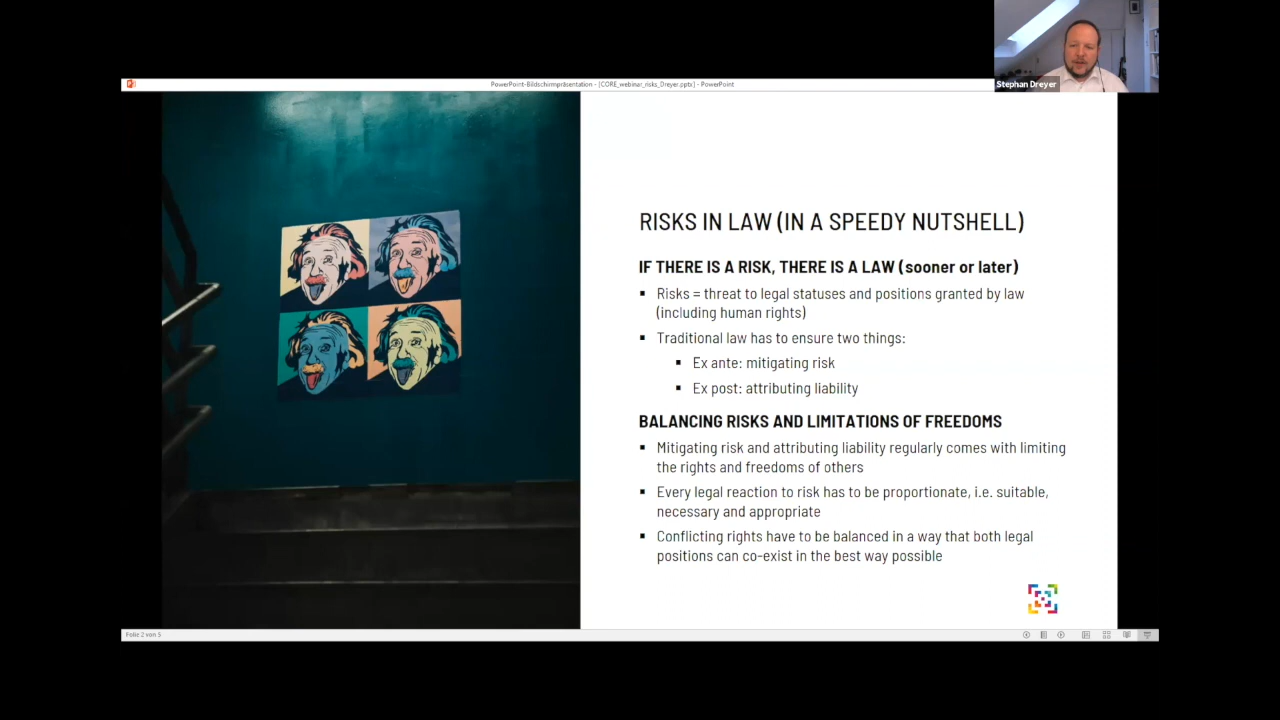 Stephan Dreyer
PowerPoint-Bildschirmpräsentation - [CORE_webinar_risks_Dreyer.pptx] - PowerPoint
RISKS IN LAW (IN A SPEEDY NUTSHELL)
IF THERE IS A RISK, THERE IS A LAW (sooner or later)
▪ Risks = threat to legal statuses and positions granted by law
(including human rights)
▪ Traditional law has to ensure two things:
▪ Ex ante: mitigating risk
▪ Ex post: attributing liability
BALANCING RISKS AND LIMITATIONS OF FREEDOMS
▪ Mitigating risk and attributing liability regularly comes with limiting
the rights and freedoms of others
▪ Every legal reaction to risk has to be proportionate, i.e. suitable,
necessary and appropriate
▪ Conflicting rights have to be balanced in a way that both legal
positions can co-exist in the best way possible
Folie 2 von 5